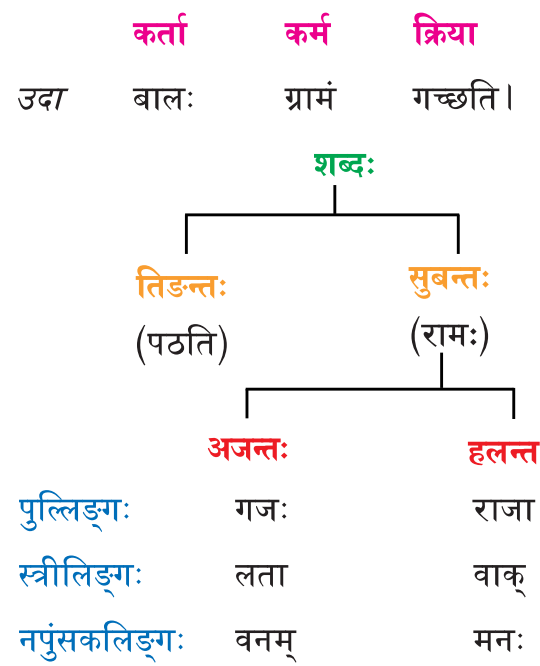 कर्ता कर्म क्रिया
उदा बालः ग्रामं गच्छति।
शब्दः
तिङन्तः सुबन्तः
(पठति) (रामः)
अजन्तः हलन्त
पुल्लिङ्गः गजः राजा
स्त्रीलिङ्गः लता वाक्
नपुंसकलिङ्गः वनम् मनः